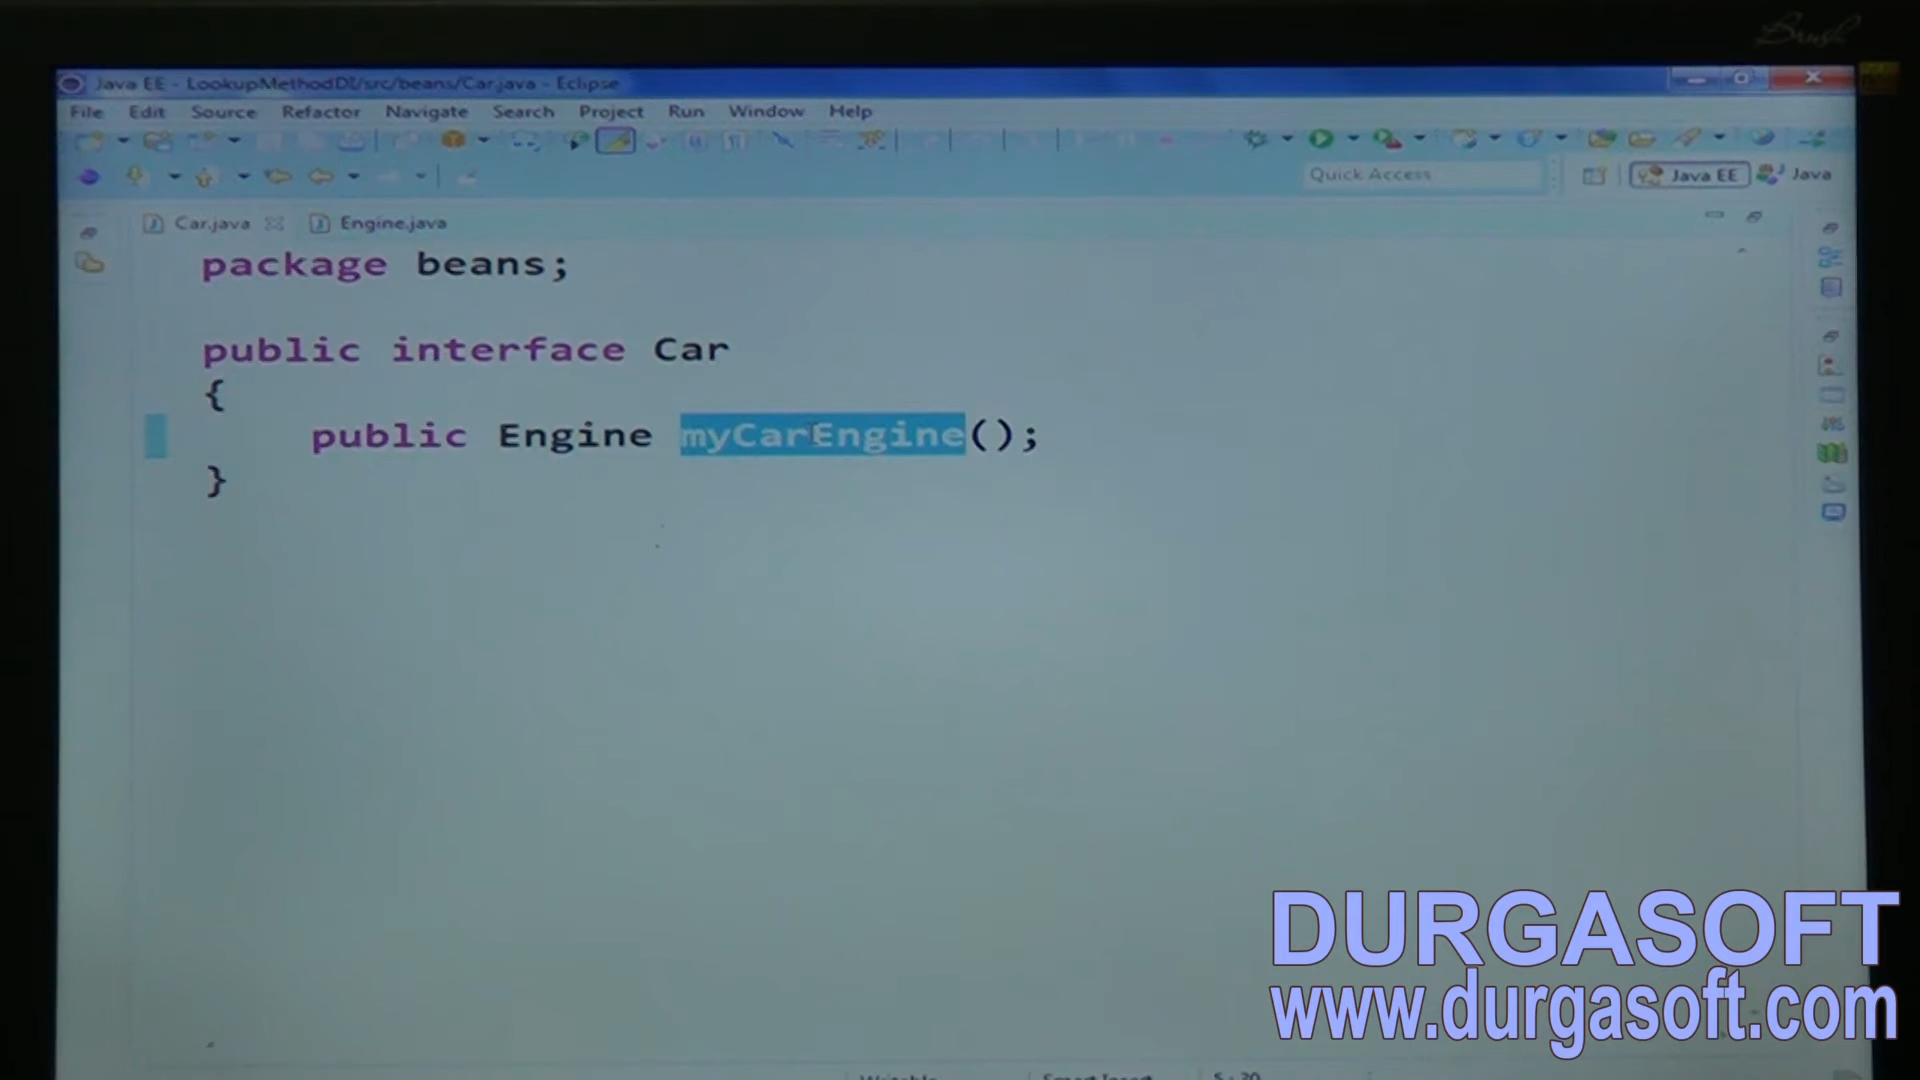 Brush
Java EE - LookupMethodDI/src/beans/Car.java - Eclipse
File Edit Source Refactor Navigate Search Project Run Window Help
Quick Access
Java EE
Java
Car.java
Engine.java
package beans;
public interface Car
{
public Engine myCarEngine();
}
DURGASOFT
www.durgasoft.com